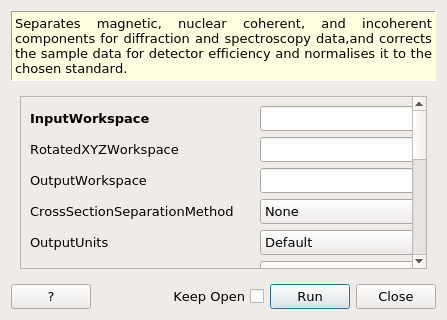 Separates magnetic, nuclear coherent, and incoherent
components for diffraction and spectroscopy data,and corrects
the sample data for detector efficiency and normalises it to the
chosen standard.
InputWorkspace
RotatedXYZWorkspace
OutputWorkspace
CrossSectionSeparationMethod None
OutputUnits Default
? Keep Open Run Close